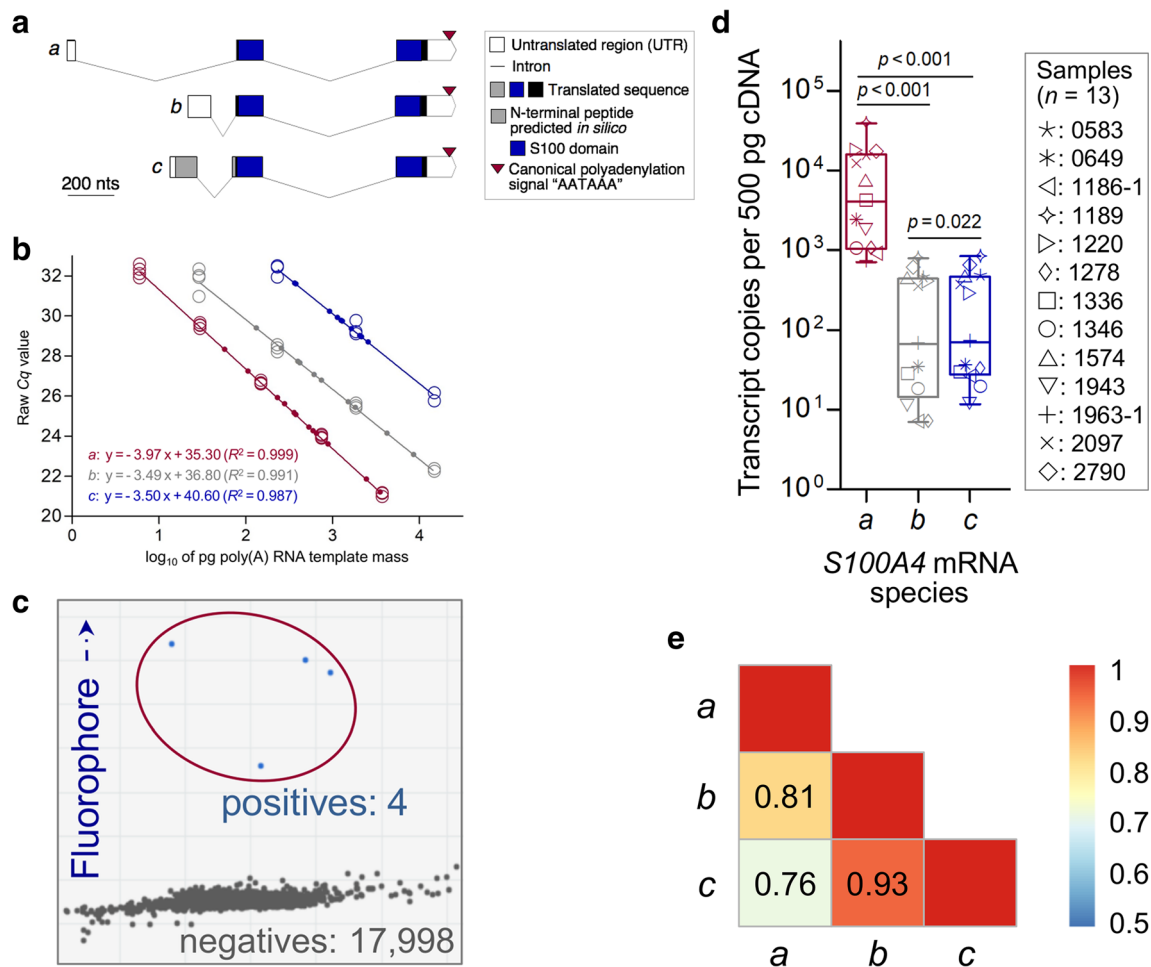 a
a
b
c
200 nts
Untranslated region (UTR)
Intron
Translated sequence
N-terminal peptide
predicted in silico
S100 domain
Canonical polyadenylation
signal “AATAAA”
b
Raw Cq value
32
30
28
26
24
22
20
a: y = - 3.97 x + 35.30 (R² = 0.999)
b: y = - 3.49 x + 36.80 (R² = 0.991)
c: y = - 3.50 x + 40.60 (R² = 0.987)
0 1 2 3 4
log₁₀ of pg poly(A) RNA template mass
c
Fluorophore
positives: 4
negatives: 17,998
d
Transcript copies per 500 pg cDNA
10⁵
10⁴
10³
10²
10¹
10⁰
p < 0.001
p < 0.001
p = 0.022
a b c
S100A4 mRNA
species
Samples
(n = 13)
: 0583
: 0649
: 1186-1
: 1189
: 1220
: 1278
: 1336
: 1346
: 1574
: 1943
: 1963-1
: 2097
: 2790
e
a
b
c
0.81
0.76 0.93
a b c
1
0.9
0.8
0.7
0.6
0.5